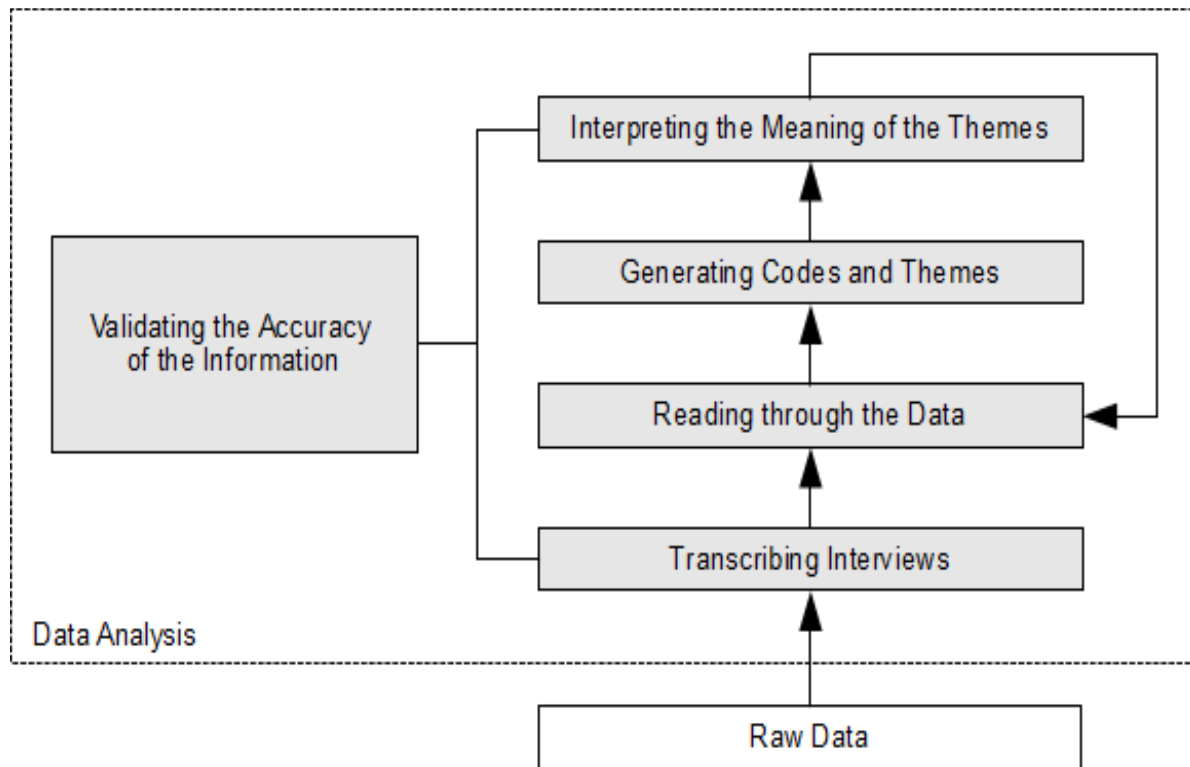 Interpreting the Meaning of the Themes
Generating Codes and Themes
Validating the Accuracy
of the Information
Reading through the Data
Transcribing Interviews
Data Analysis
Raw Data